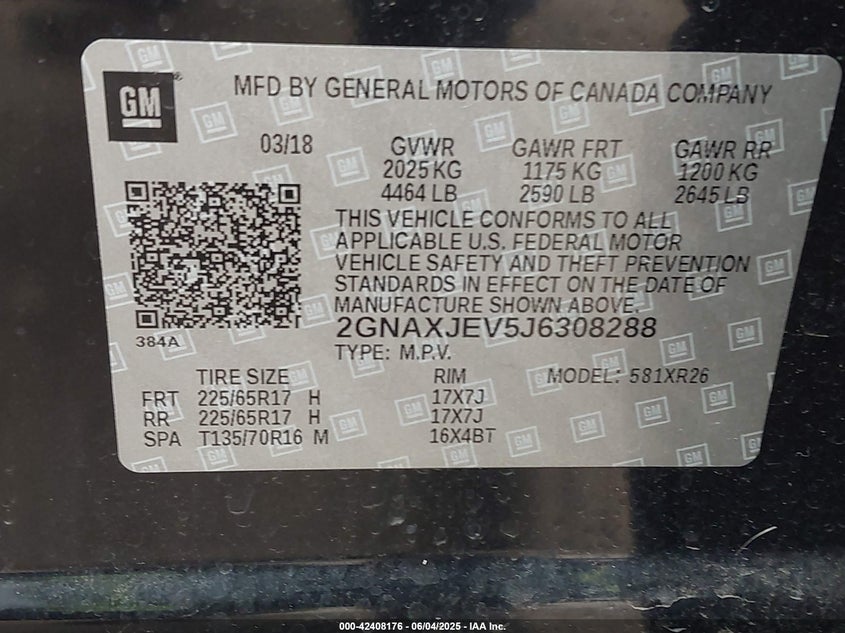 GM
MFD BY GENERAL MOTORS OF CANADA COMPANY
03/18 GVWR GAWR FRT GAWR RR
2025 KG 1175 KG 1200 KG
4464 LB 2590 LB 2645 LB
THIS VEHICLE CONFORMS TO ALL
APPLICABLE U.S. FEDERAL MOTOR
VEHICLE SAFETY AND THEFT PREVENTION
STANDARDS IN EFFECT ON THE DATE OF
MANUFACTURE SHOWN ABOVE.
2GNAXJEV5J6308288
384A
TYPE: M.P.V.
TIRE SIZE RIM MODEL: 581XR26
FRT 225/65R17 H 17X7J
RR 225/65R17 H 17X7J
SPA T135/70R16 M 16X4BT
000-42408176 - 06/04/2025 - IAA Inc.